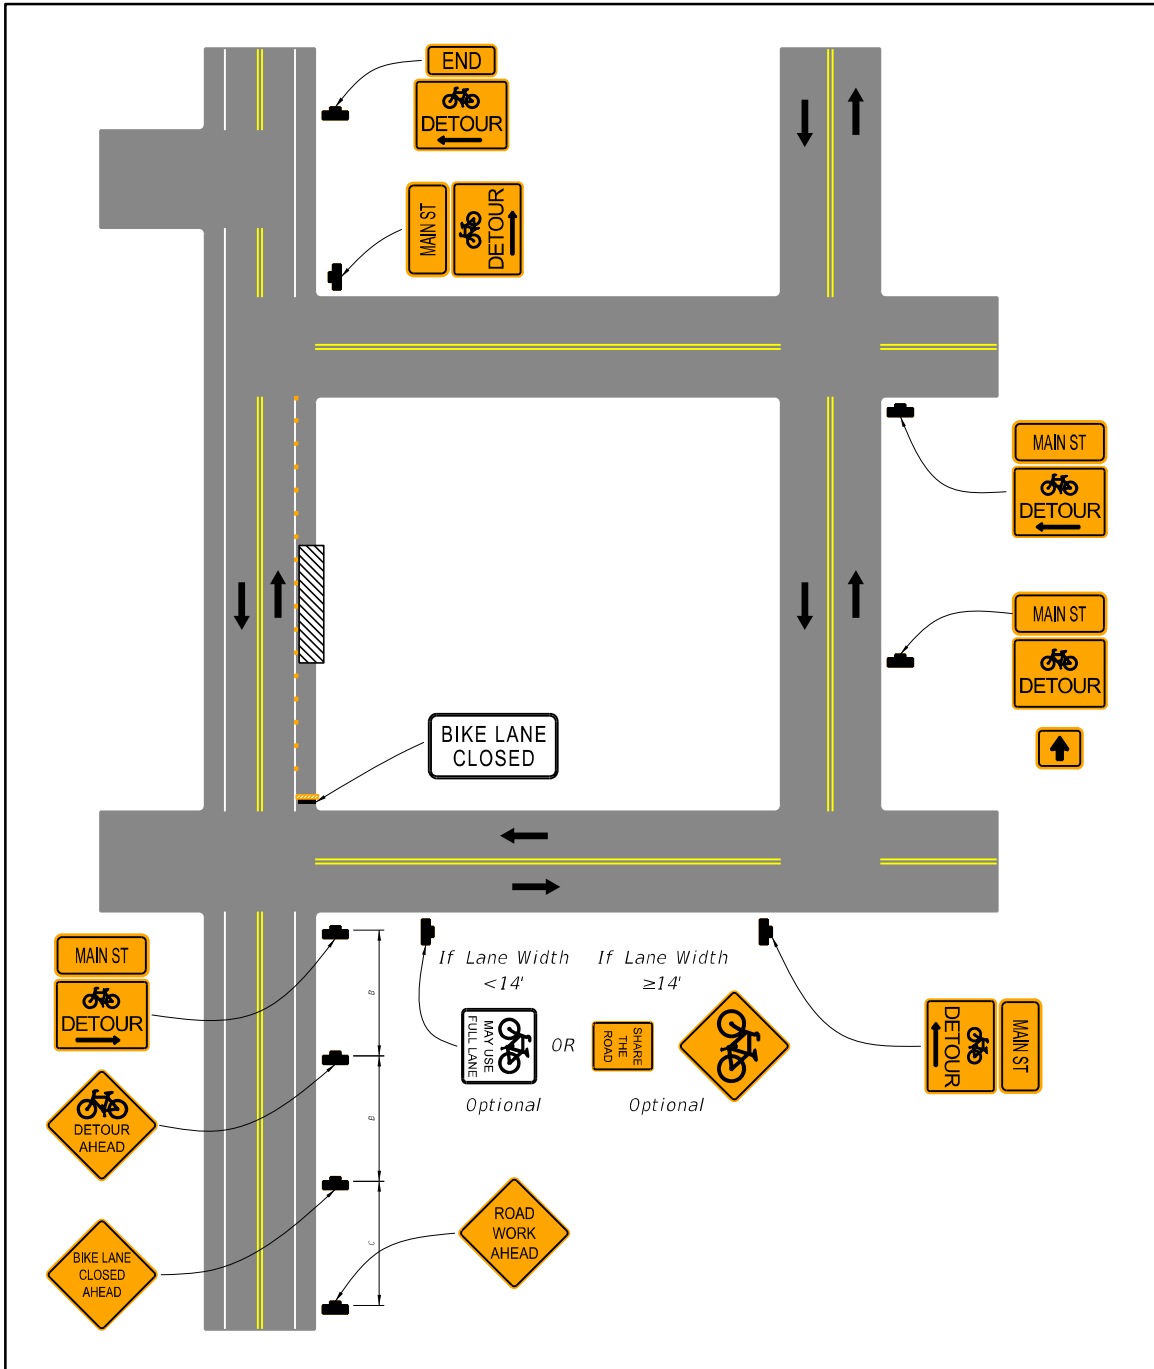 END
DETOUR
MAIN ST
DETOUR
MAIN ST
DETOUR
MAIN ST
DETOUR
BIKE LANE
CLOSED
MAIN ST
DETOUR
If Lane Width
<14'
If Lane Width
≥14'
MAY USE
FULL LANE
OR
SHARE
THE
ROAD
Optional
Optional
MAIN ST
DETOUR
DETOUR
AHEAD
BIKE LANE
CLOSED
AHEAD
ROAD
WORK
AHEAD
B
B
C